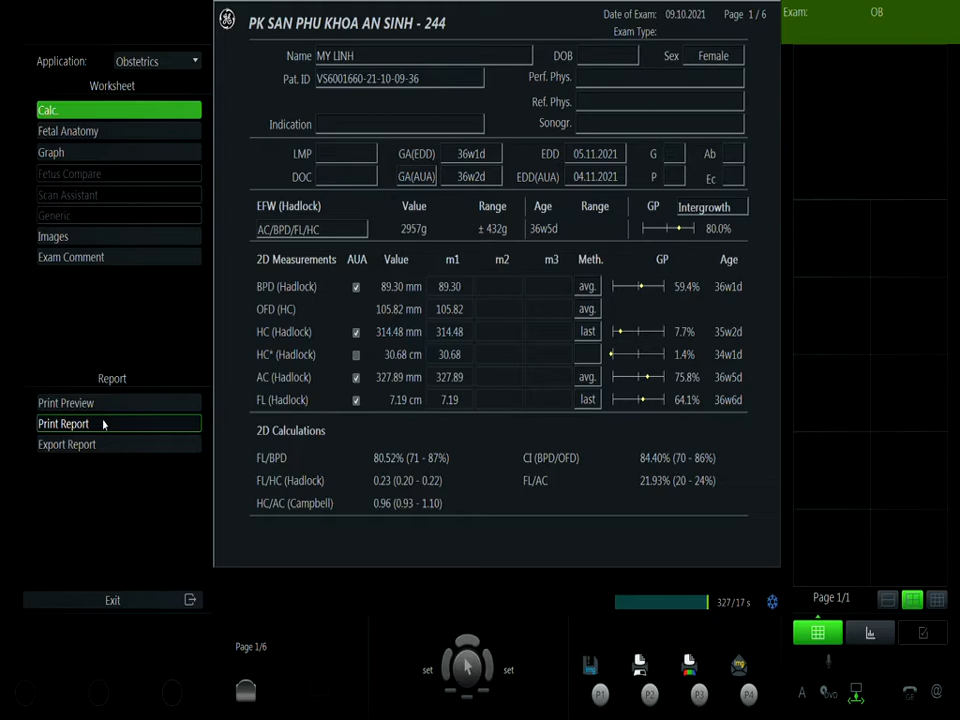 PK SAN PHU KHOA AN SINH - 244
Date of Exam: 09.10.2021 Page 1 / 6
Exam Type:
Exam: OB
Application: Obstetrics
Worksheet
Calc.
Fetal Anatomy
Graph
Fetus Compare
Scan Assistant
Generic
Images
Exam Comment
Report
Print Preview
Print Report
Export Report
Exit
Name MY LINH DOB Sex Female
Pat. ID VS6001660-21-10-09-36 Perf. Phys.
Ref. Phys.
Indication Sonogr.
LMP GA(EDD) 36w1d EDD 05.11.2021 G Ab
DOC GA(AUA) 36w2d EDD(AUA) 04.11.2021 P Ec
EFW (Hadlock) Value Range Age Range GP Intergrowth
AC/BPD/FL/HC 2957g ± 432g 36w5d 80.0%
2D Measurements AUA Value m1 m2 m3 Meth. GP Age
BPD (Hadlock) 89.30 mm 89.30 avg. 59.4% 36w1d
OFD (HC) 105.82 mm 105.82 avg.
HC (Hadlock) 314.48 mm 314.48 last 7.7% 35w2d
HC* (Hadlock) 30.68 cm 30.68 1.4% 34w1d
AC (Hadlock) 327.89 mm 327.89 avg. 75.8% 36w5d
FL (Hadlock) 7.19 cm 7.19 last 64.1% 36w6d
2D Calculations
FL/BPD 80.52% (71 - 87%) CI (BPD/OFD) 84.40% (70 - 86%)
FL/HC (Hadlock) 0.23 (0.20 - 0.22) FL/AC 21.93% (20 - 24%)
HC/AC (Campbell) 0.96 (0.93 - 1.10)
327/17 s
Page 1/1
Page 1/6
set set
Img
P1 P2 P3 P4
A DVD @